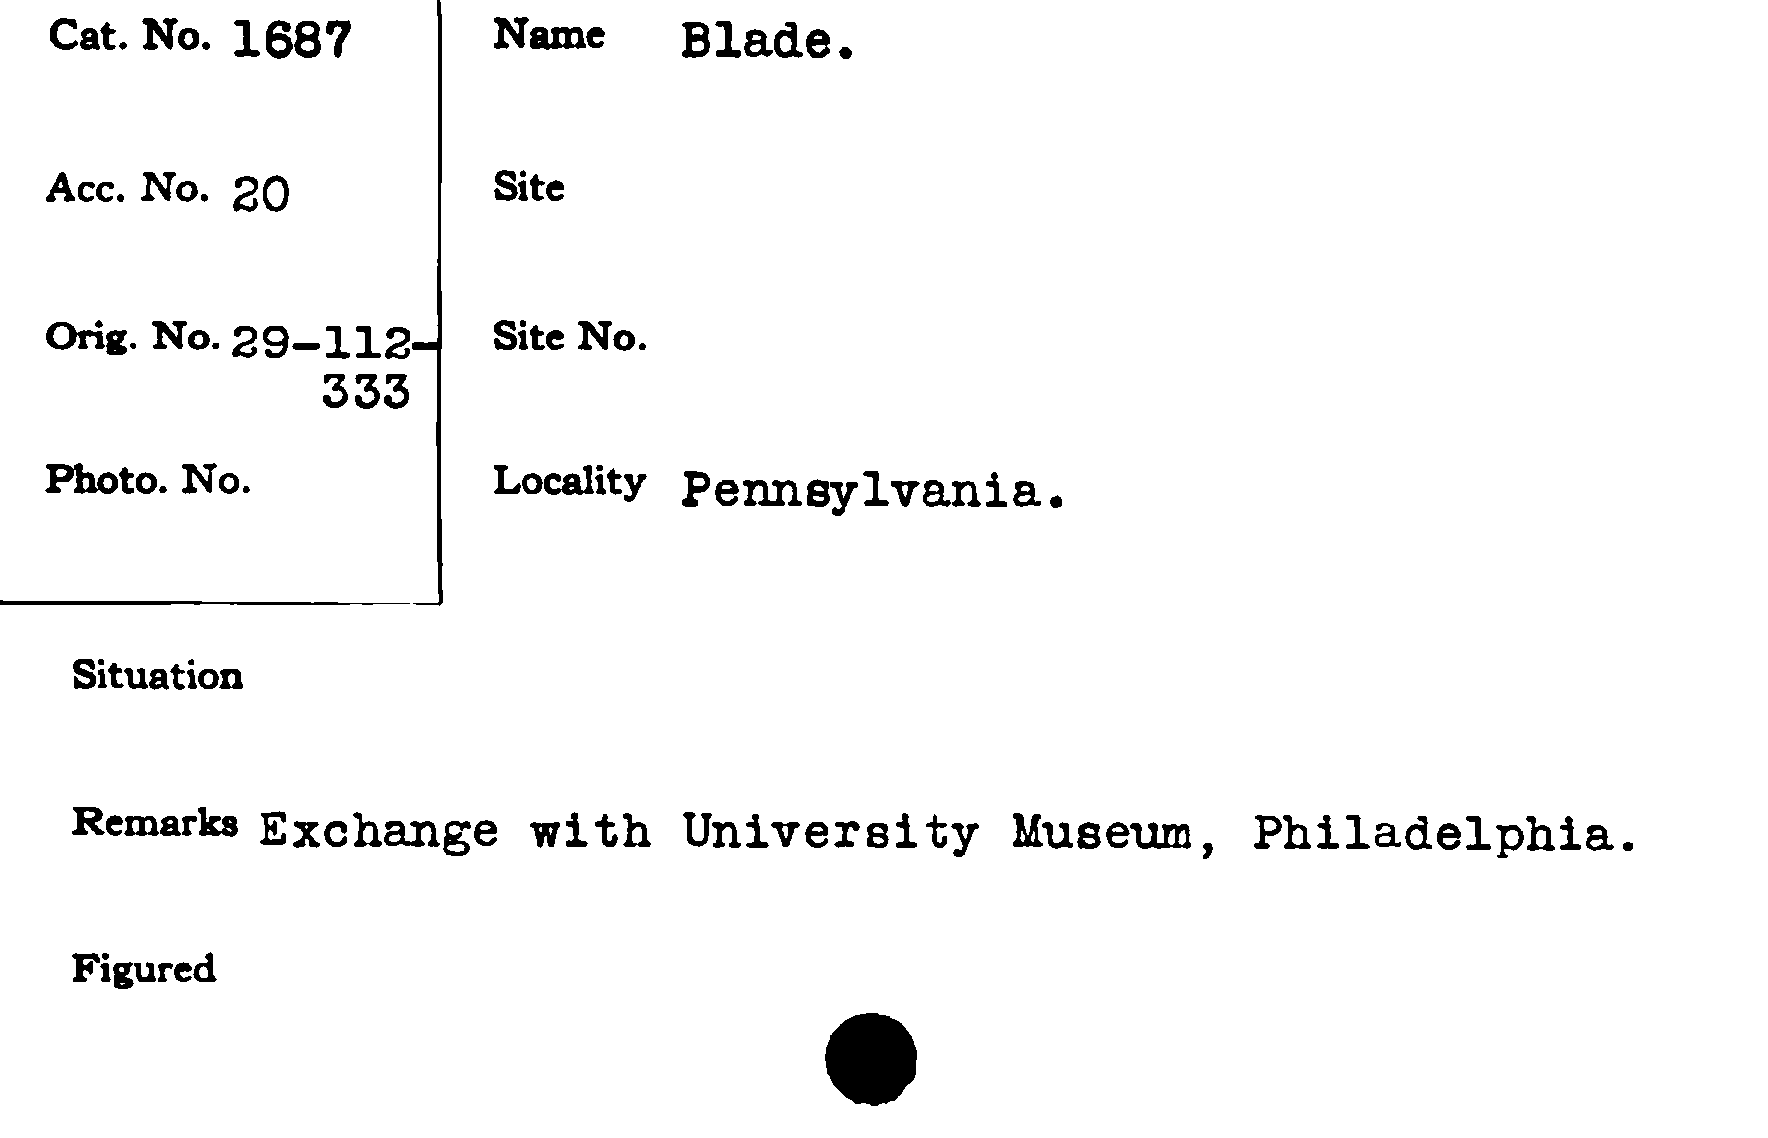 Cat. No. 1687
Acc. No. 20
Orig. No. 29-112-
333
Photo. No.
Name Blade.
Site
Site No.
Locality Pennsylvania.
Situation
Remarks Exchange with University Museum, Philadelphia.
Figured